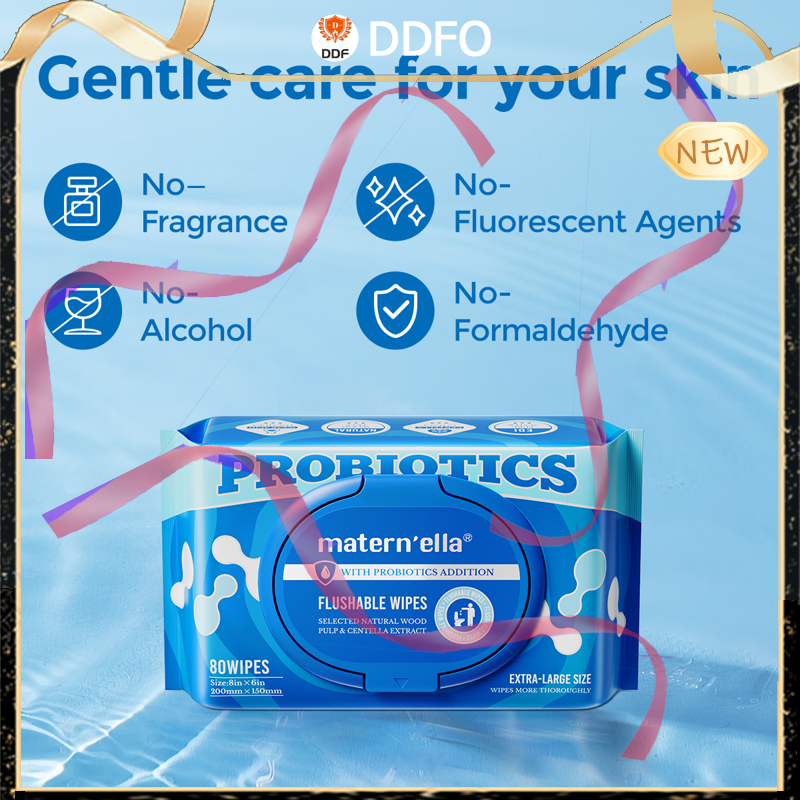 DDF
DDFO
Gentle care for your skin
NEW
No–
Fragrance
No-
Fluorescent Agents
No-
Alcohol
No-
Formaldehyde
NATURAL
EDI
PROBIOTICS
matern'ella®
WITH PROBIOTICS ADDITION
FLUSHABLE WIPES
SELECTED NATURAL WOOD
PULP & CENTELLA EXTRACT
80WIPES
Size:8in×6in
200mm×150mm
EXTRA-LARGE SIZE
WIPES MORE THOROUGHLY